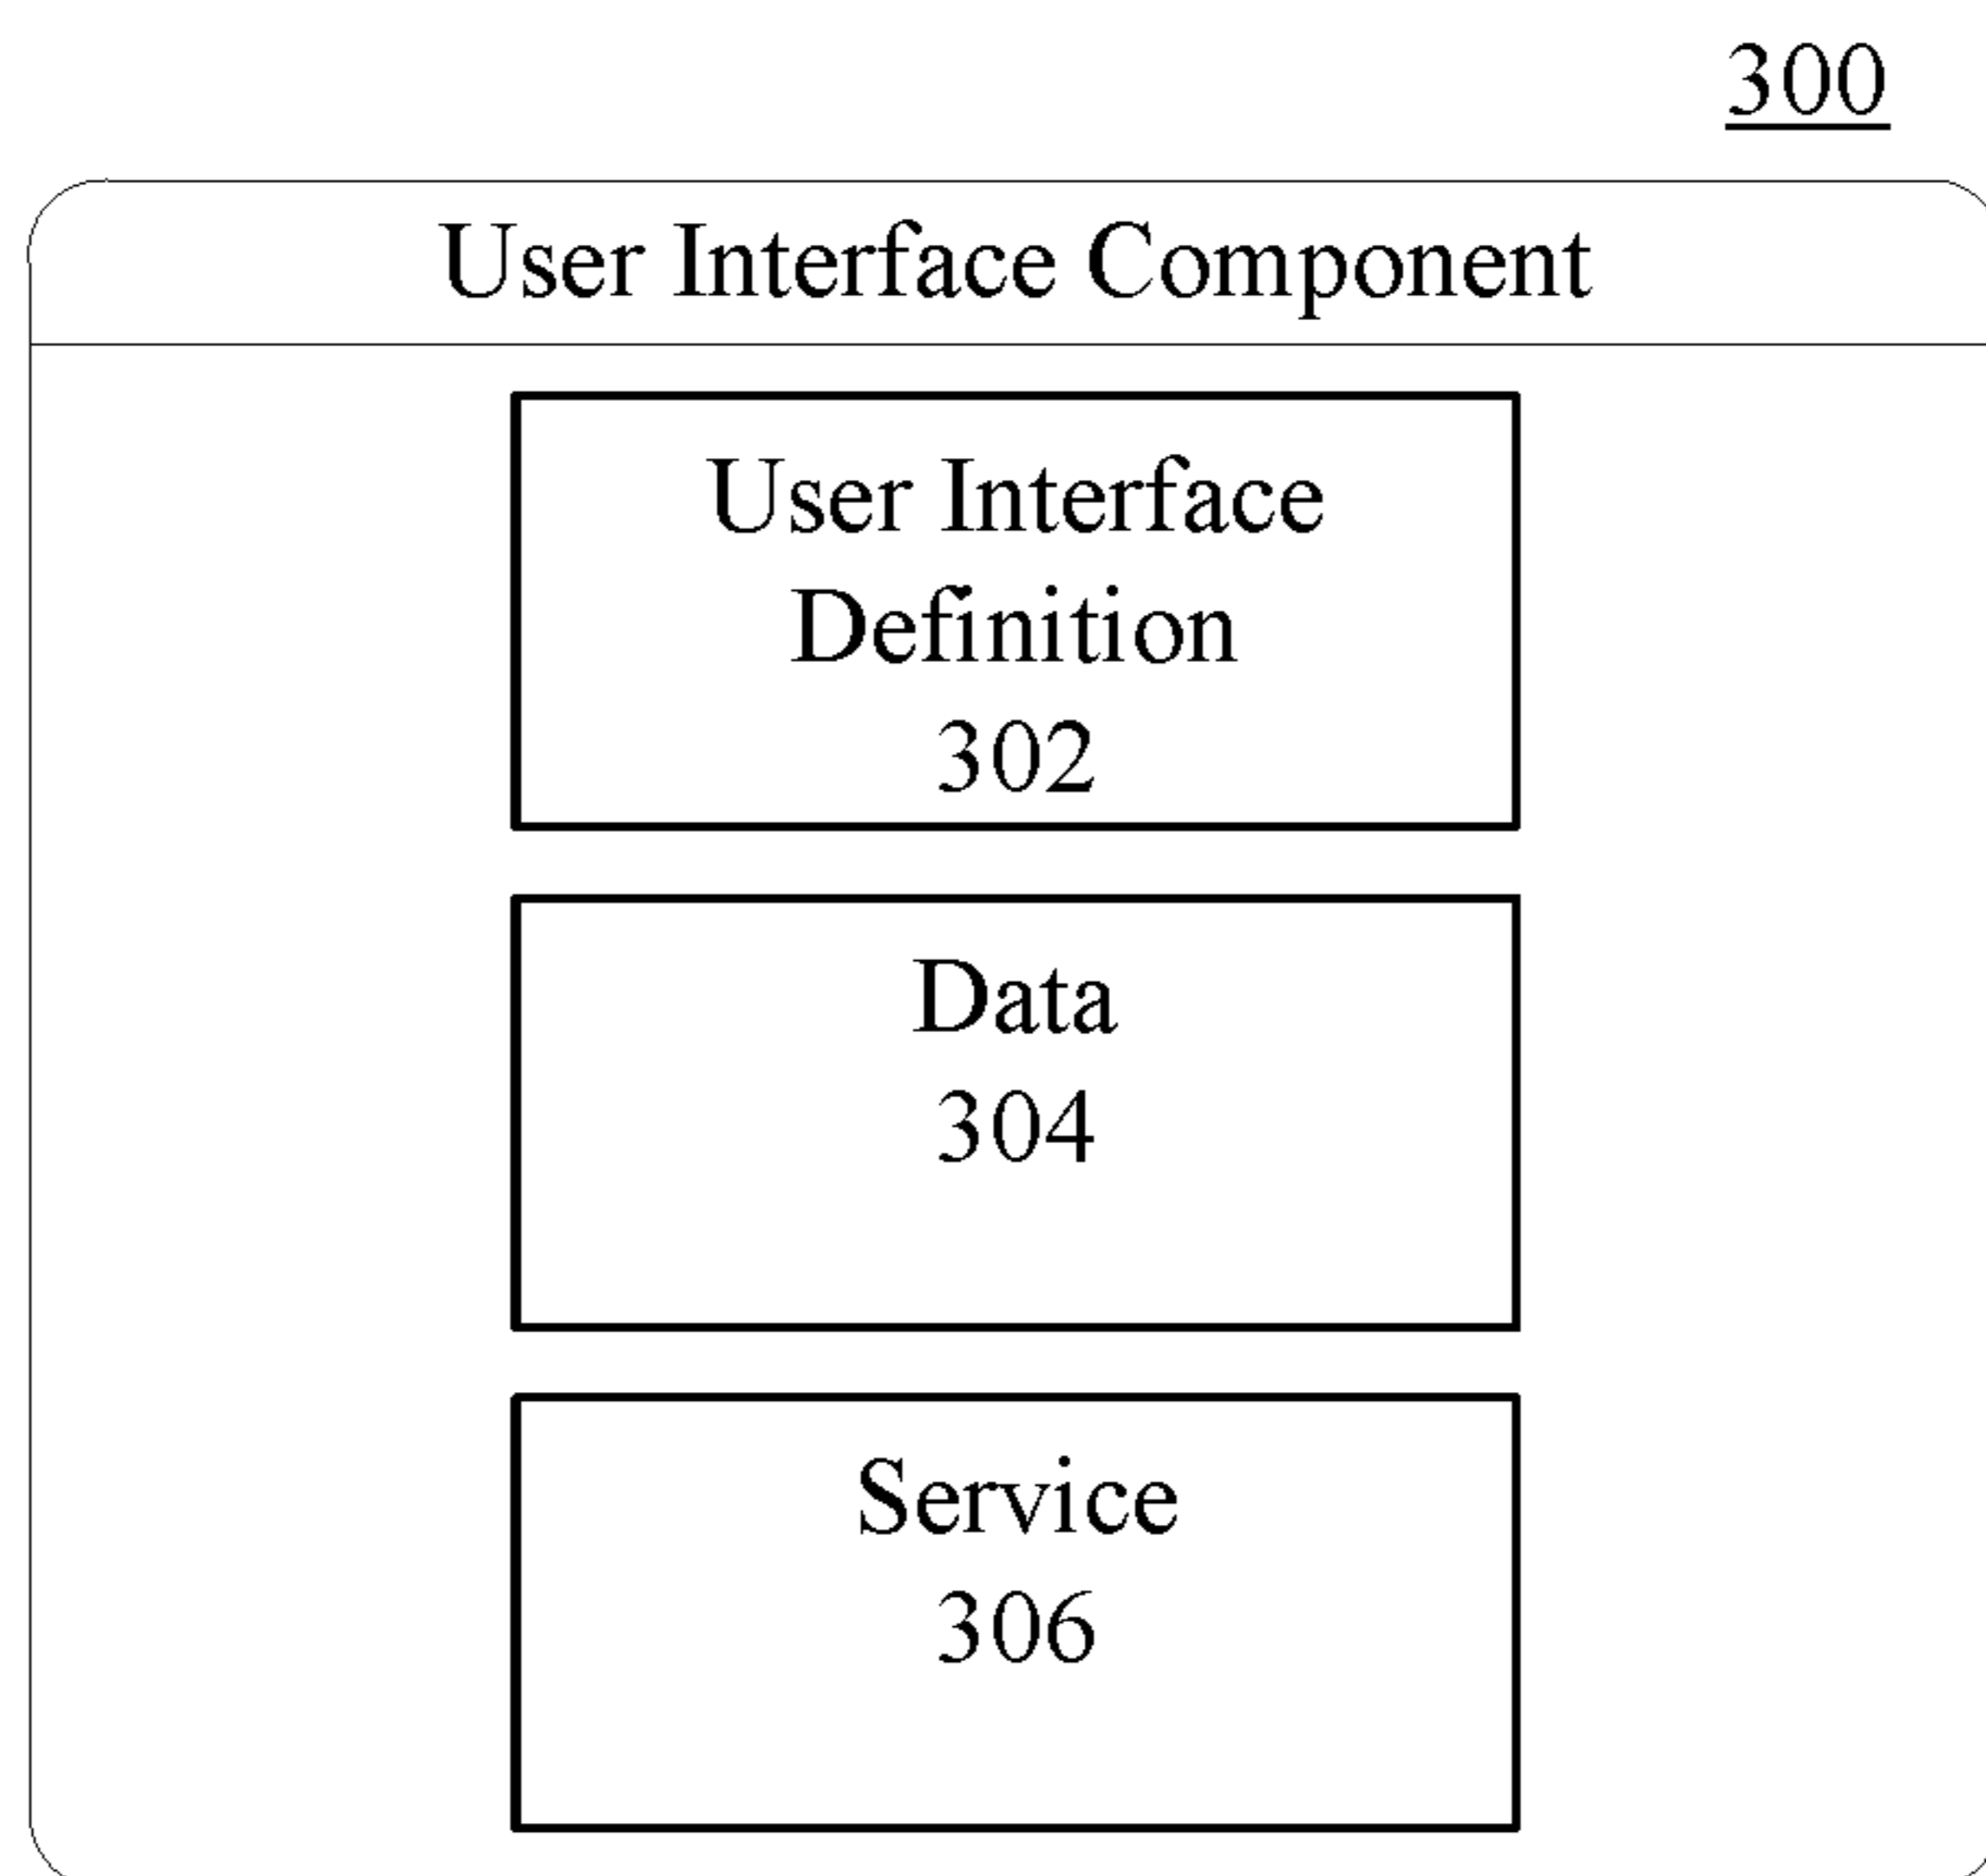 300
User Interface Component
User Interface
Definition
302
Data
304
Service
306